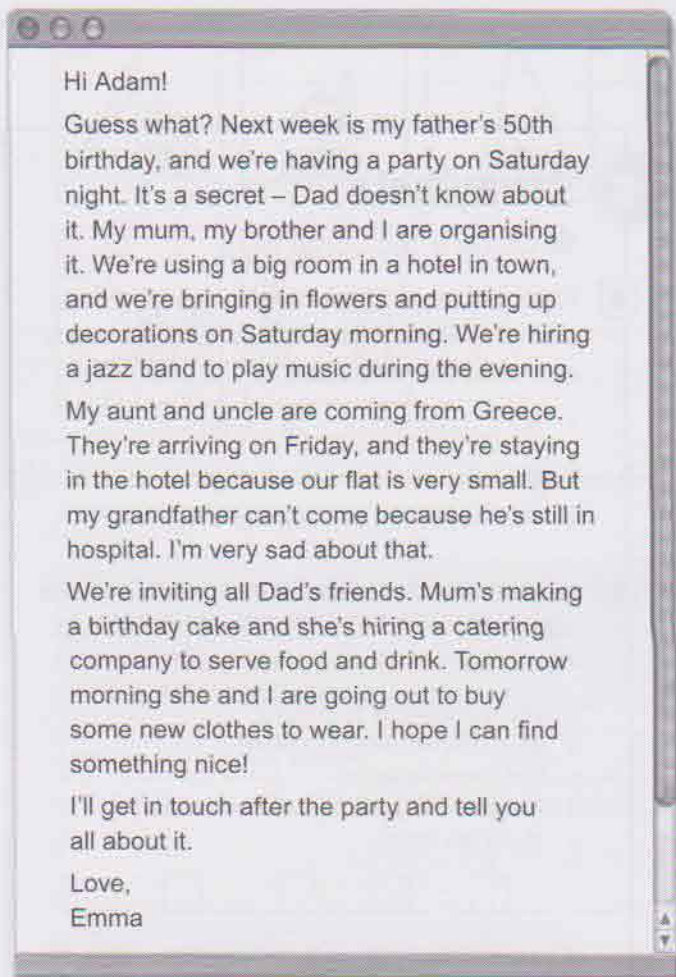 Hi Adam!
Guess what? Next week is my father's 50th
birthday, and we're having a party on Saturday
night. It's a secret – Dad doesn't know about
it. My mum, my brother and I are organising
it. We're using a big room in a hotel in town,
and we're bringing in flowers and putting up
decorations on Saturday morning. We're hiring
a jazz band to play music during the evening.
My aunt and uncle are coming from Greece.
They're arriving on Friday, and they're staying
in the hotel because our flat is very small. But
my grandfather can't come because he's still in
hospital. I'm very sad about that.
We're inviting all Dad's friends. Mum's making
a birthday cake and she's hiring a catering
company to serve food and drink. Tomorrow
morning she and I are going out to buy
some new clothes to wear. I hope I can find
something nice!
I'll get in touch after the party and tell you
all about it.
Love,
Emma